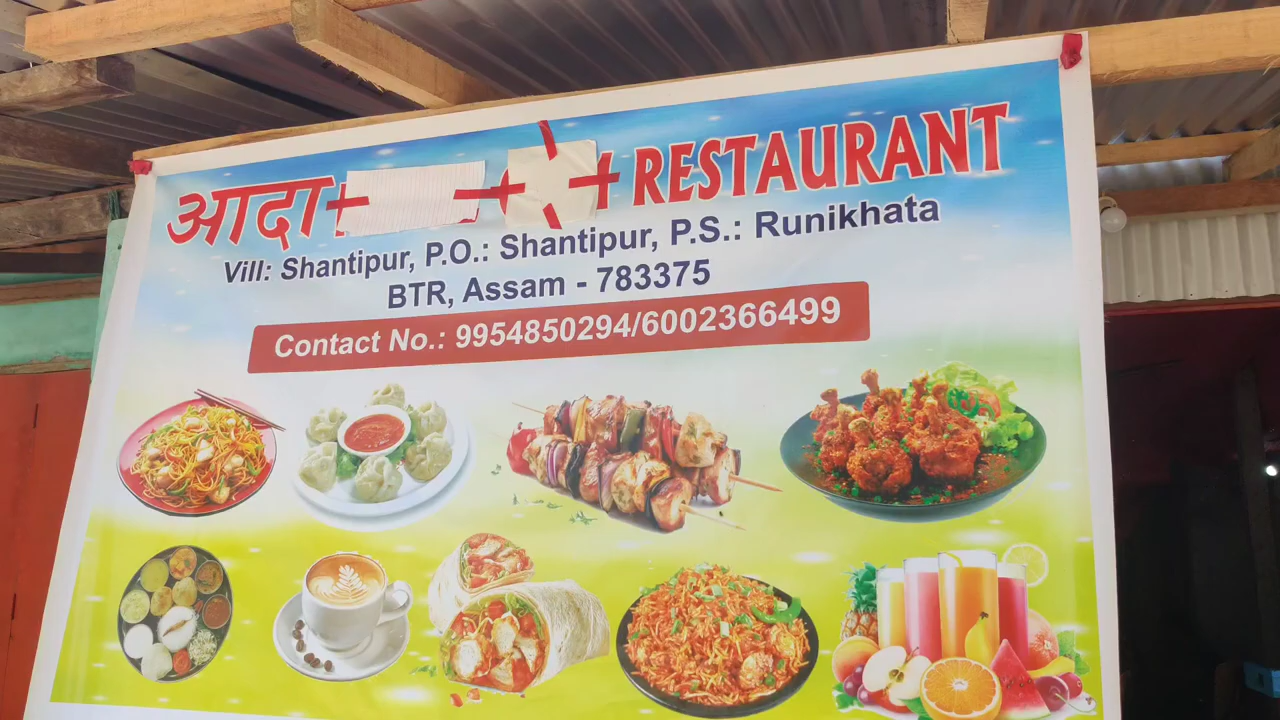 आदा RESTAURANT
Vill: Shantipur, P.O.: Shantipur, P.S.: Runikhata
BTR, Assam - 783375
Contact No.: 9954850294/6002366499